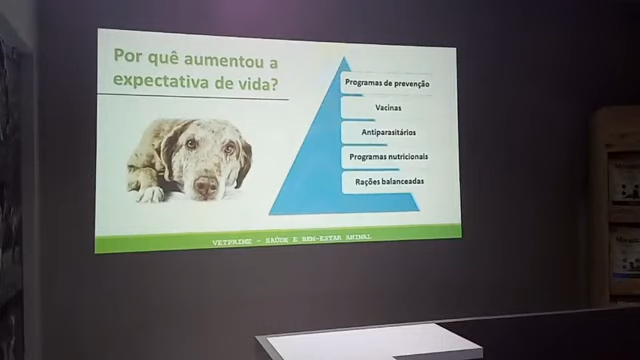 Por quê aumentou a
expectativa de vida?
Programas de prevenção
Vacinas
Antiparasitários
Programas nutricionais
Rações balanceadas
VETPRIME - SAÚDE E BEM-ESTAR ANIMAL